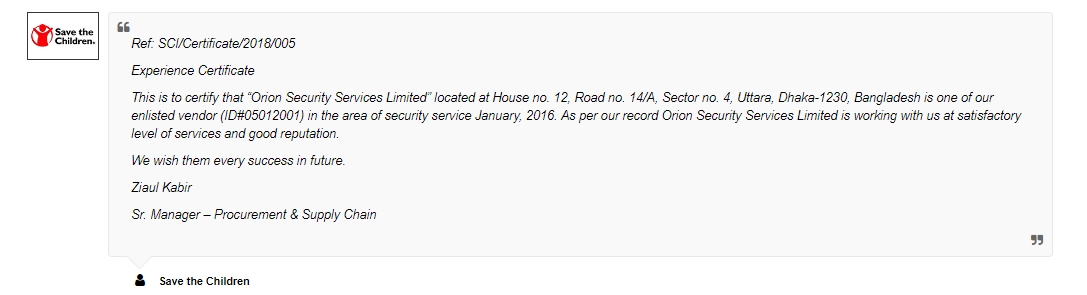 Save the
Children.
Ref: SCI/Certificate/2018/005
Experience Certificate
This is to certify that “Orion Security Services Limited” located at House no. 12, Road no. 14/A, Sector no. 4, Uttara, Dhaka-1230, Bangladesh is one of our
enlisted vendor (ID#05012001) in the area of security service January, 2016. As per our record Orion Security Services Limited is working with us at satisfactory
level of services and good reputation.
We wish them every success in future.
Ziaul Kabir
Sr. Manager – Procurement & Supply Chain
Save the Children